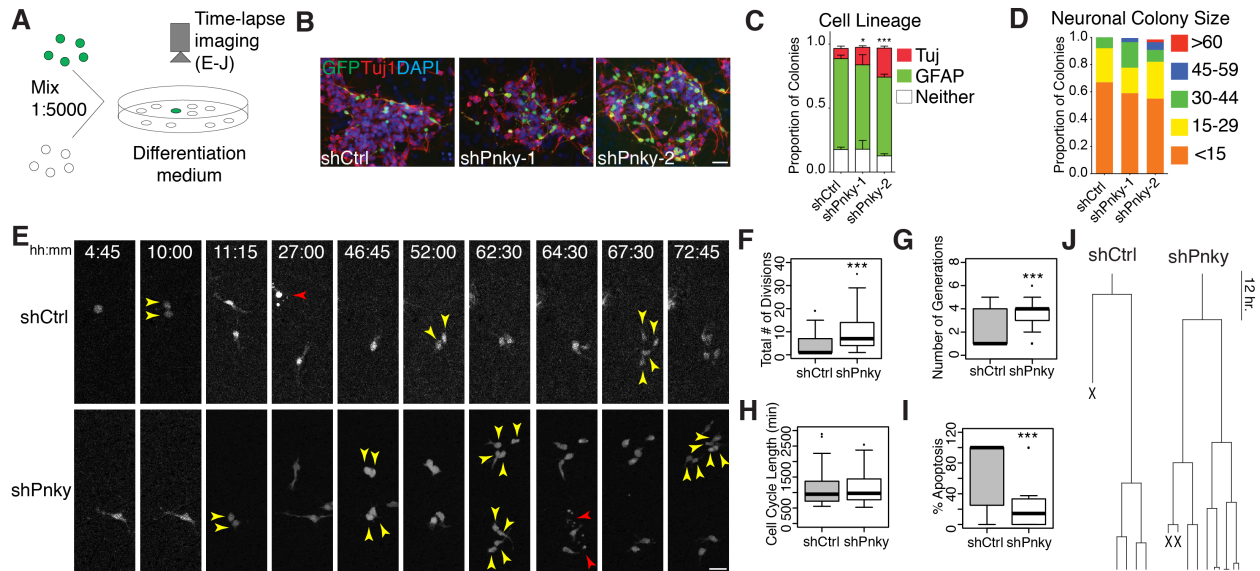 A
Time-lapse
imaging
(E-J)
Mix
1:5000
Differentiation
medium
B
GFPTuj1DAPI
shCtrl
shPnky-1
shPnky-2
C
Cell Lineage
Proportion of Colonies
1.0
0.5
0.0
* ***
Tuj
GFAP
Neither
shCtrl
shPnky-1
shPnky-2
D
Neuronal Colony Size
Proportion of Colonies
1.0
0.8
0.6
0.4
0.2
0.0
>60
45-59
30-44
15-29
<15
shCtrl
shPnky-1
shPnky-2
E
hh:mm
4:45 10:00 11:15 27:00 46:45 52:00 62:30 64:30 67:30 72:45
shCtrl
shPnky
F
Total # of Divisions
0 10 20 30 40
***
shCtrl shPnky
G
Number of Generations
0 2 4 6 8
***
shCtrl shPnky
H
Cell Cycle Length (min)
0 500 1500 2500
shCtrl shPnky
I
% Apoptosis
0 40 80 120
***
shCtrl shPnky
J
shCtrl
shPnky
12 hr.
X
XX